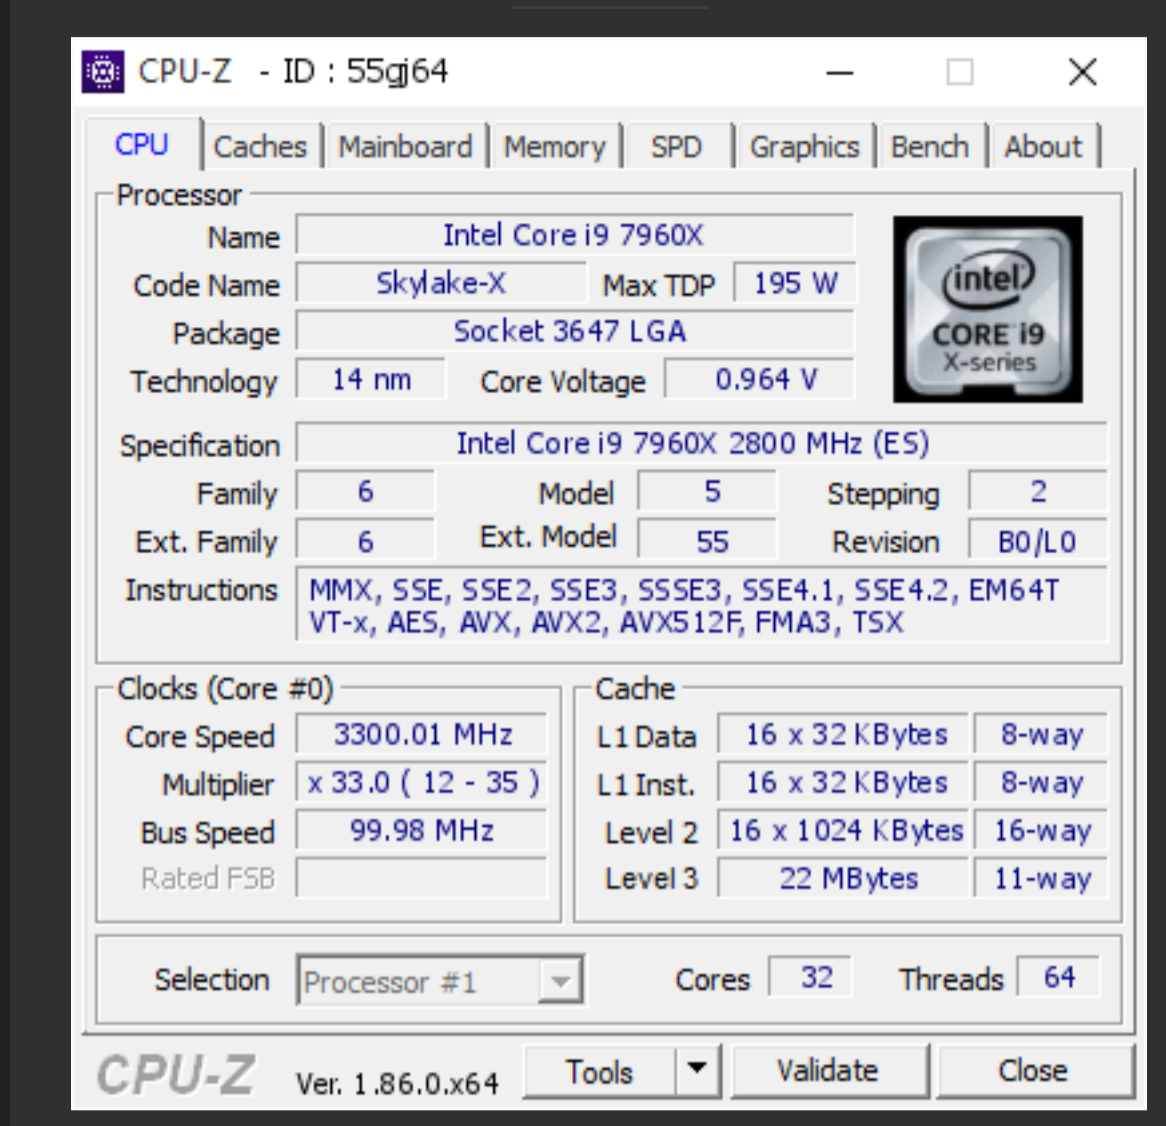 CPU-Z - ID : 55gj64
CPU Caches Mainboard Memory SPD Graphics Bench About
Processor
Name Intel Core i9 7960X
Code Name Skylake-X Max TDP 195 W
Package Socket 3647 LGA
Technology 14 nm Core Voltage 0.964 V
intel
CORE i9
X-series
Specification Intel Core i9 7960X 2800 MHz (ES)
Family 6 Model 5 Stepping 2
Ext. Family 6 Ext. Model 55 Revision B0/L0
Instructions MMX, SSE, SSE2, SSE3, SSSE3, SSE4.1, SSE4.2, EM64T
VT-x, AES, AVX, AVX2, AVX512F, FMA3, TSX
Clocks (Core #0)
Core Speed 3300.01 MHz
Multiplier x 33.0 ( 12 - 35 )
Bus Speed 99.98 MHz
Rated FSB
Cache
L1 Data 16 x 32 KBytes 8-way
L1 Inst. 16 x 32 KBytes 8-way
Level 2 16 x 1024 KBytes 16-way
Level 3 22 MBytes 11-way
Selection Processor #1 Cores 32 Threads 64
CPU-Z Ver. 1.86.0.x64 Tools Validate Close